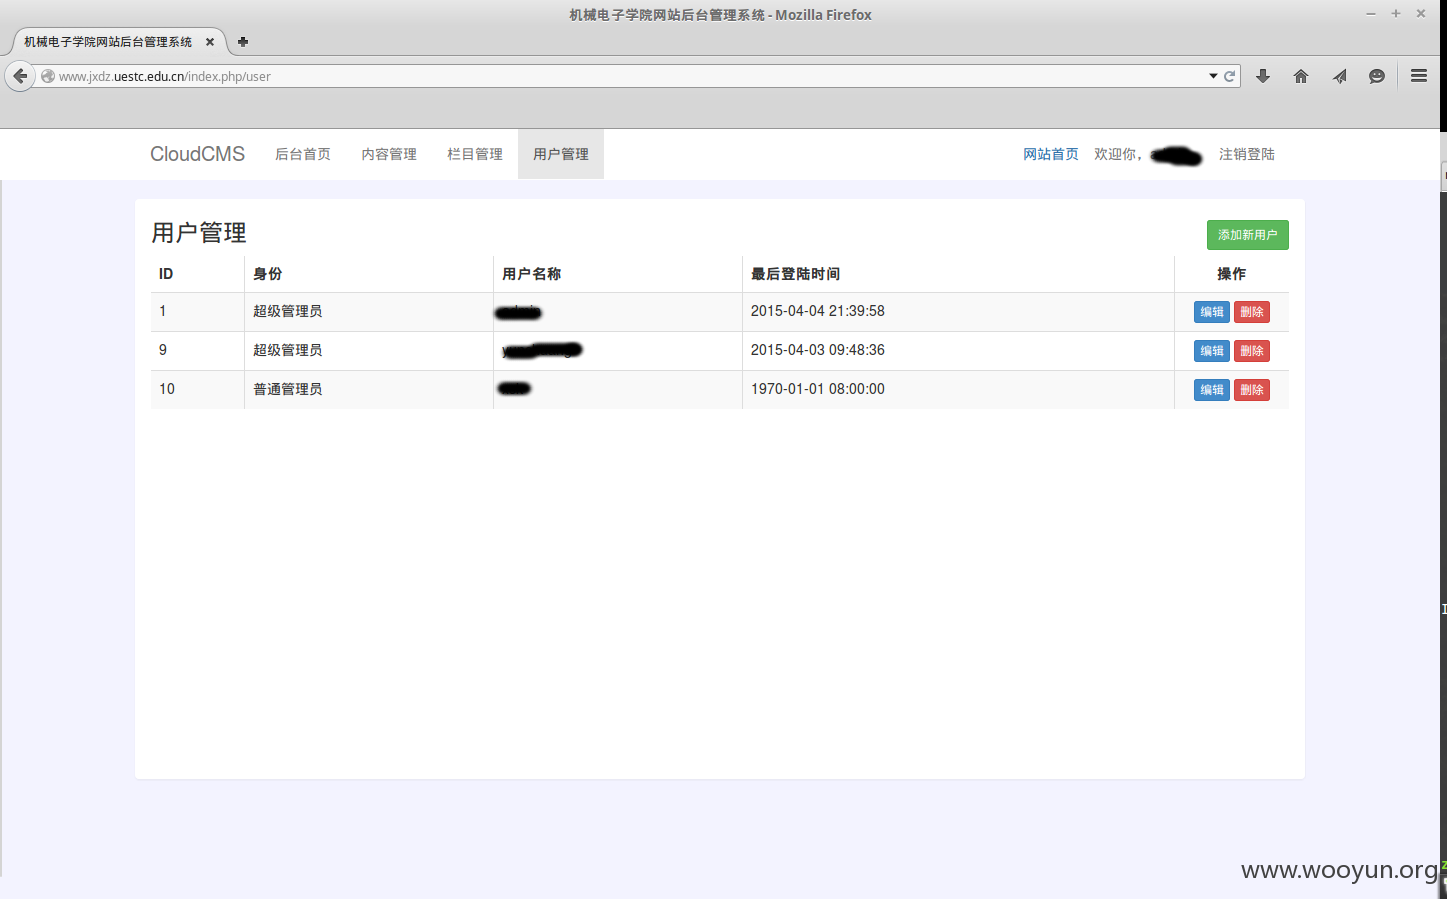 机械电子学院网站后台管理系统 - Mozilla Firefox
机械电子学院网站后台管理系统
www.jxdz.uestc.edu.cn/index.php/user
CloudCMS 后台首页 内容管理 栏目管理 用户管理 网站首页 欢迎你， 注销登陆
用户管理 添加新用户
ID 身份 用户名称 最后登陆时间 操作
1 超级管理员 2015-04-04 21:39:58 编辑 删除
9 超级管理员 2015-04-03 09:48:36 编辑 删除
10 普通管理员 1970-01-01 08:00:00 编辑 删除
www.wooyun.org